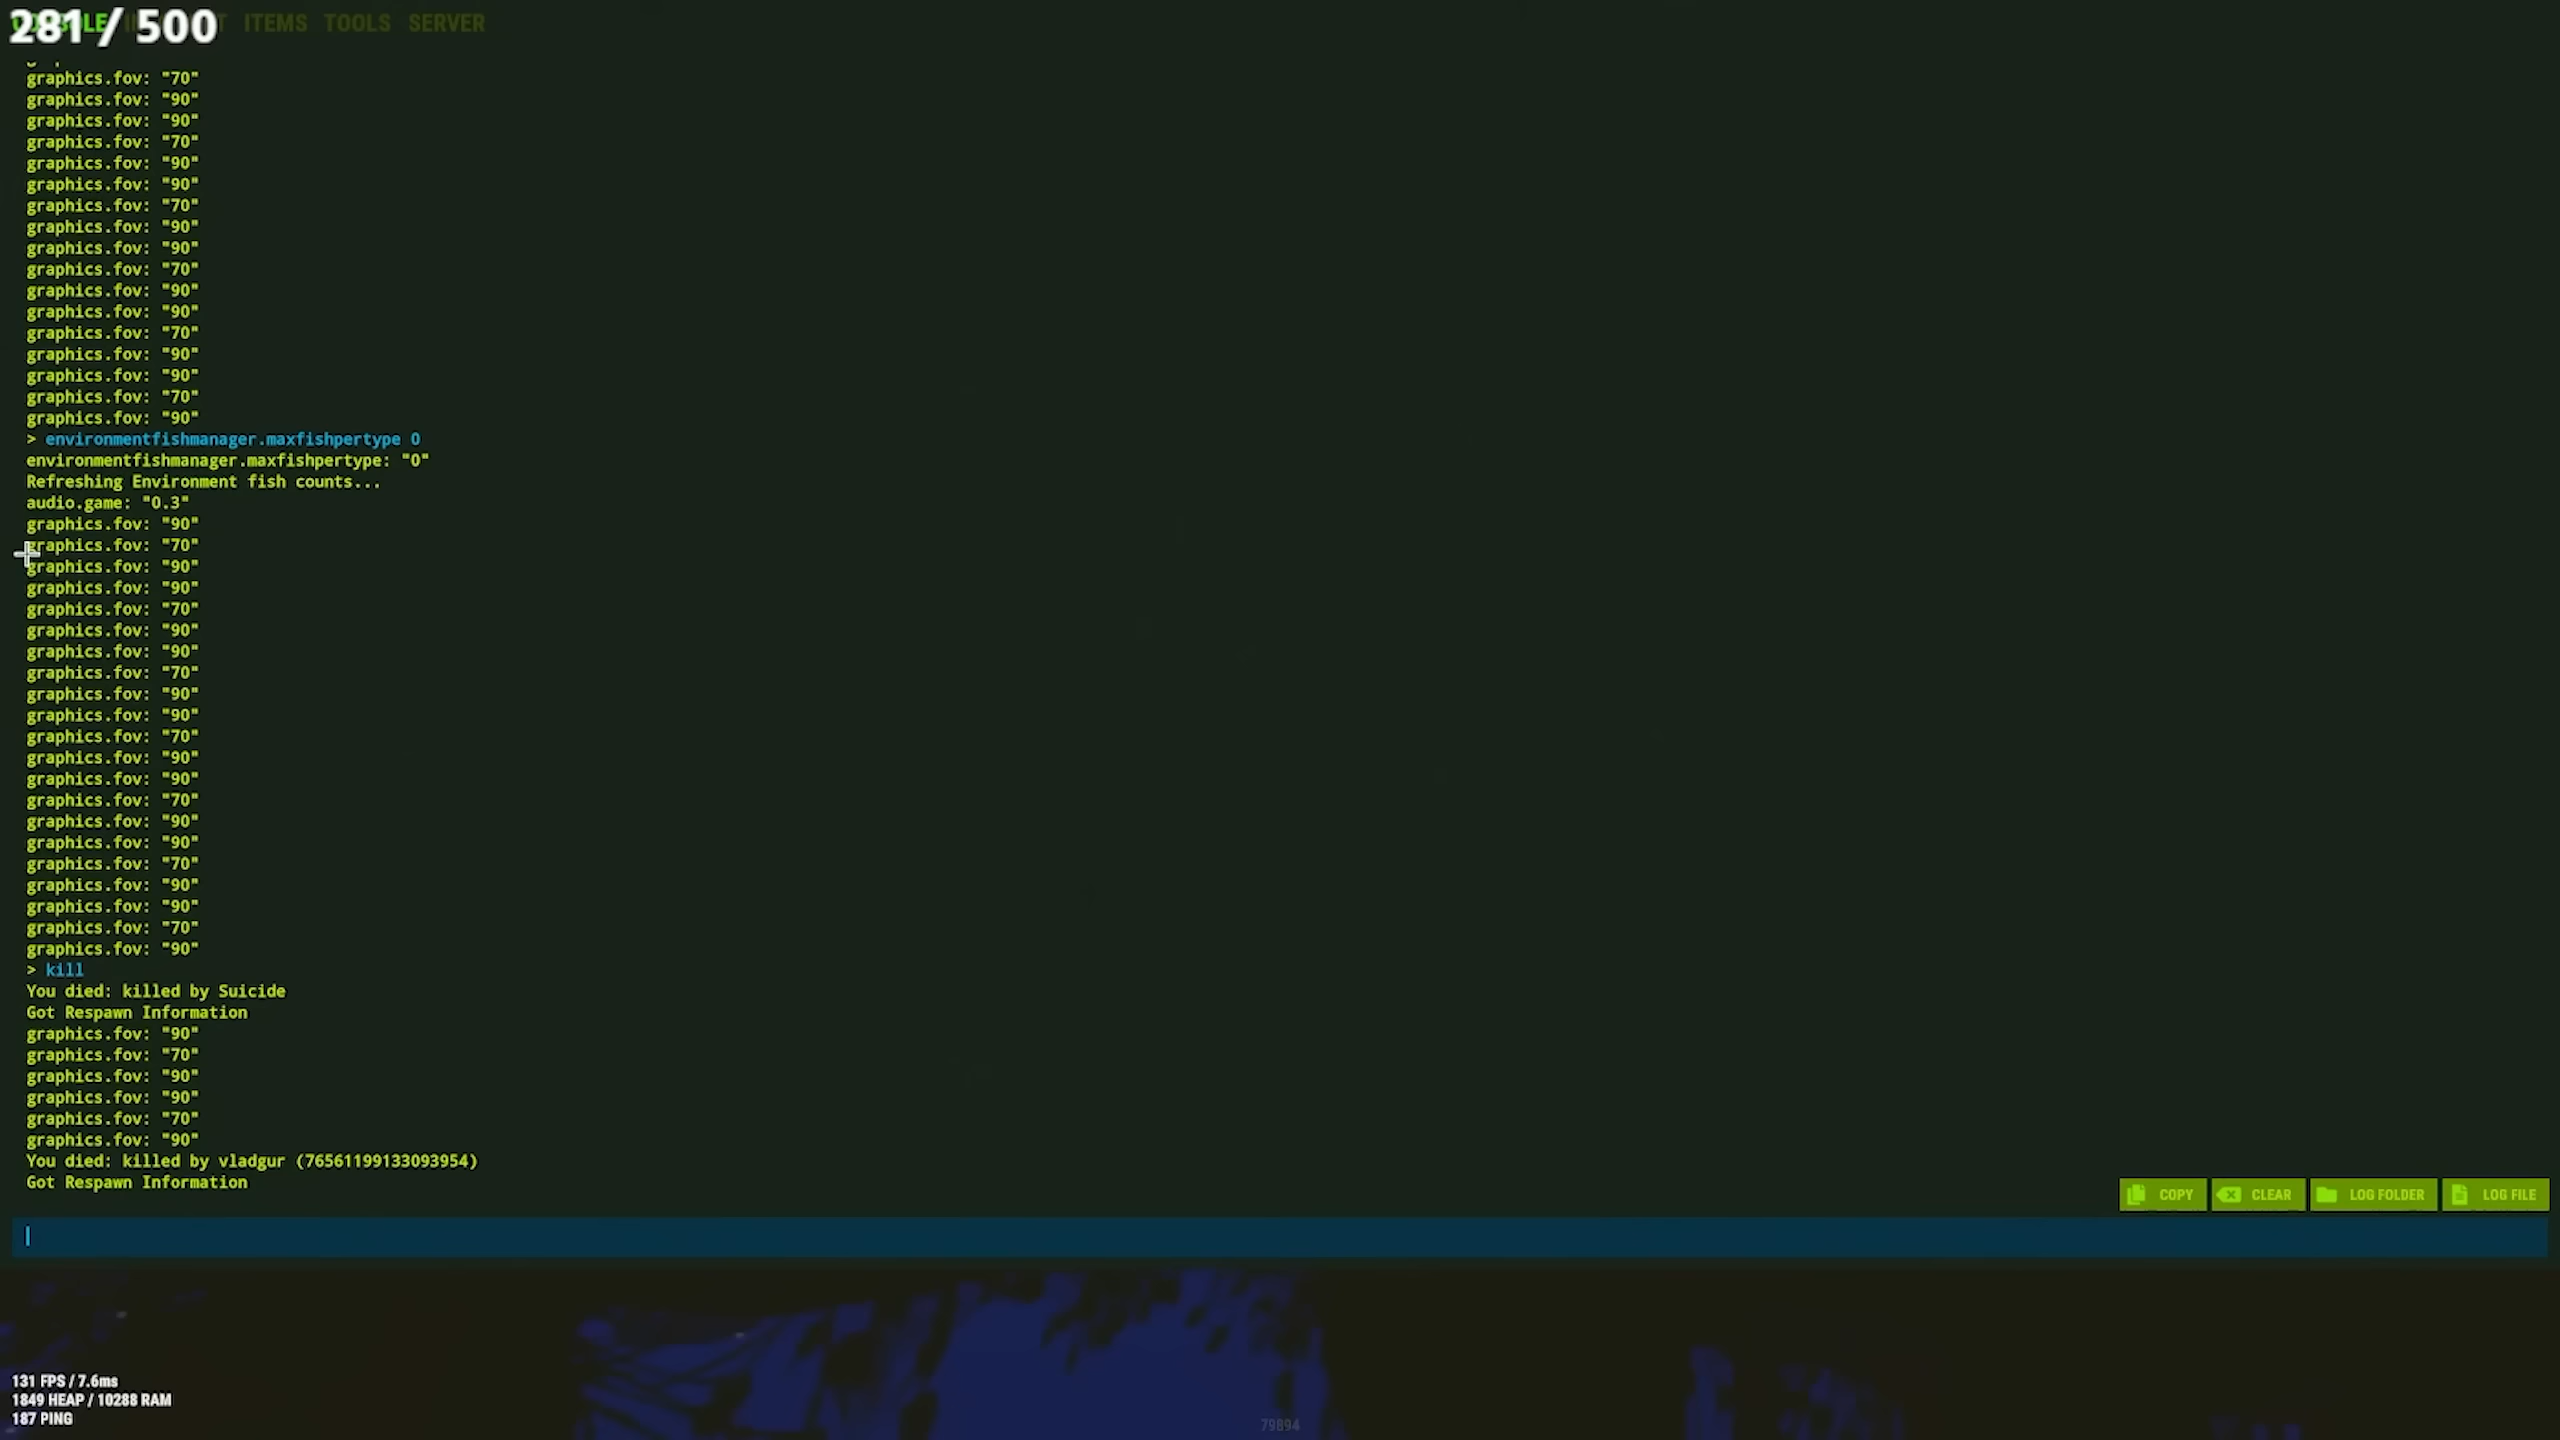 281 / 500
ITEMS TOOLS SERVER
graphics.fov: "70"
graphics.fov: "90"
graphics.fov: "90"
graphics.fov: "70"
graphics.fov: "90"
graphics.fov: "90"
graphics.fov: "70"
graphics.fov: "90"
graphics.fov: "90"
graphics.fov: "70"
graphics.fov: "90"
graphics.fov: "90"
graphics.fov: "70"
graphics.fov: "90"
graphics.fov: "90"
graphics.fov: "70"
graphics.fov: "90"
> environmentfishmanager.maxfishpertype 0
environmentfishmanager.maxfishpertype: "0"
Refreshing Environment fish counts...
audio.game: "0.3"
graphics.fov: "90"
graphics.fov: "70"
graphics.fov: "90"
graphics.fov: "90"
graphics.fov: "70"
graphics.fov: "90"
graphics.fov: "90"
graphics.fov: "70"
graphics.fov: "90"
graphics.fov: "90"
graphics.fov: "70"
graphics.fov: "90"
graphics.fov: "90"
graphics.fov: "70"
graphics.fov: "90"
graphics.fov: "90"
graphics.fov: "70"
graphics.fov: "90"
graphics.fov: "90"
graphics.fov: "70"
graphics.fov: "90"
> kill
You died: killed by Suicide
Got Respawn Information
graphics.fov: "90"
graphics.fov: "70"
graphics.fov: "90"
graphics.fov: "90"
graphics.fov: "70"
graphics.fov: "90"
You died: killed by vladgur (76561199133093954)
Got Respawn Information
COPY CLEAR LOG FOLDER LOG FILE
131 FPS / 7.6ms
1849 HEAP / 10288 RAM
187 PING
79894